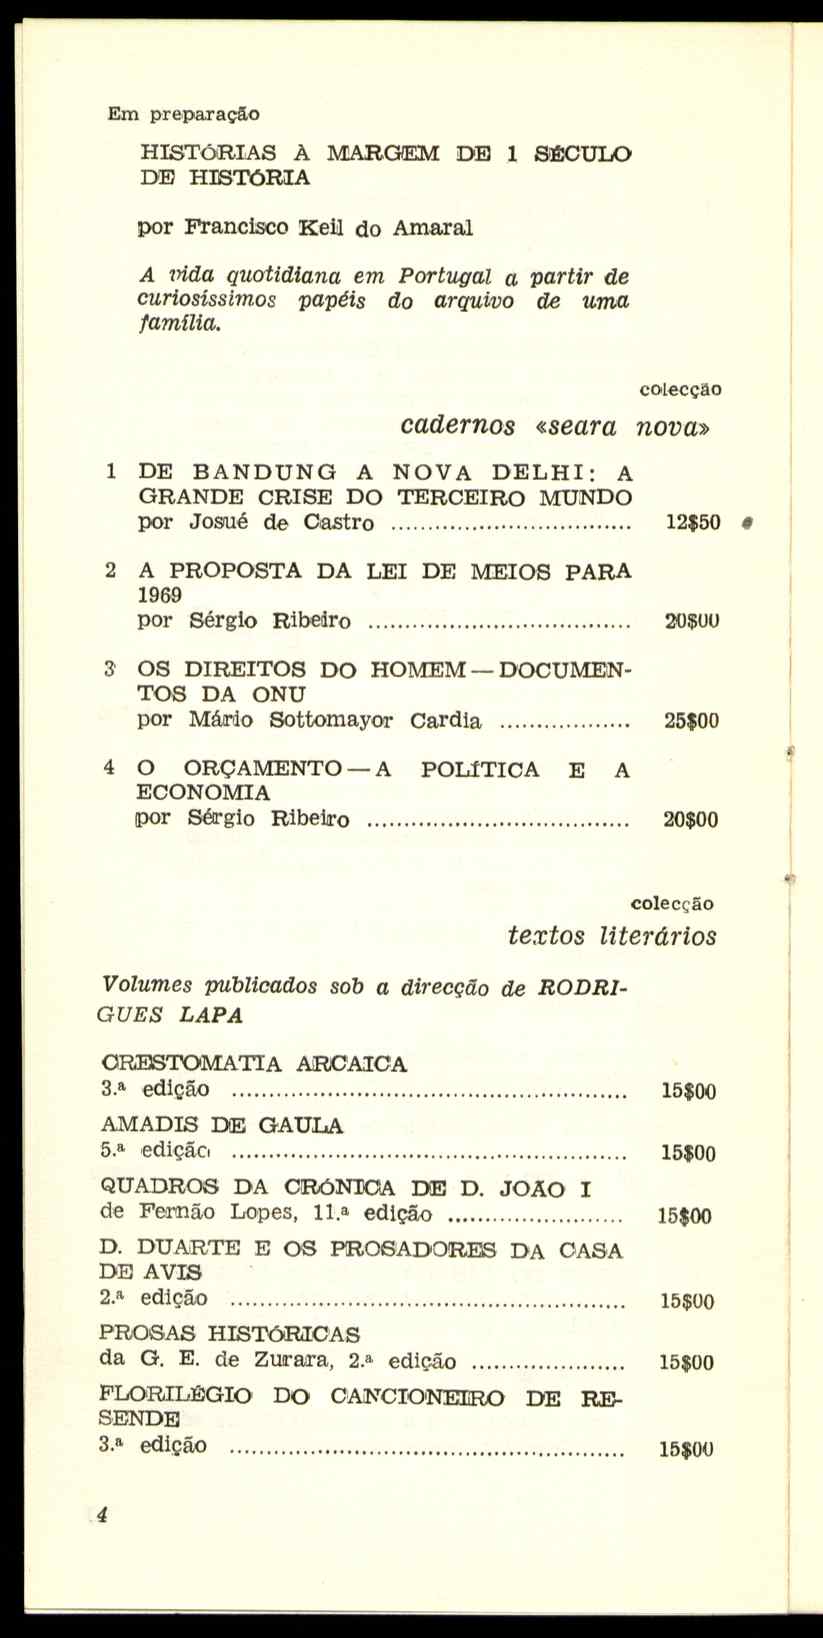 Em preparação
HISTÓRIAS À MARGEM DE 1 SÉCULO
DE HISTÓRIA
por Francisco Keil do Amaral
A vida quotidiana em Portugal a partir de
curiosíssimos papéis do arquivo de uma
família.
colecção
cadernos «seara nova»
1 DE BANDUNG A NOVA DELHI: A
GRANDE CRISE DO TERCEIRO MUNDO
por Josué de Castro ................................. 12$50
2 A PROPOSTA DA LEI DE MEIOS PARA
1969
por Sérgio Ribeiro .................................... 20$00
3 OS DIREITOS DO HOMEM — DOCUMEN-
TOS DA ONU
por Mário Sottomayor Cardia .................. 25$00
4 O ORÇAMENTO — A POLÍTICA E A
ECONOMIA
por Sérgio Ribeiro .................................... 20$00
colecção
textos literários
Volumes publicados sob a direcção de RODRI-
GUES LAPA
CRESTOMATIA ARCAICA
3.ª edição ...................................................... 15$00
AMADIS DE GAULA
5.ª edição ...................................................... 15$00
QUADROS DA CRÓNICA DE D. JOÃO I
de Fernão Lopes, 11.ª edição ........................ 15$00
D. DUARTE E OS PROSADORES DA CASA
DE AVIS
2.ª edição ...................................................... 15$00
PROSAS HISTÓRICAS
da G. E. de Zurara, 2.ª edição ..................... 15$00
FLORILÉGIO DO CANCIONEIRO DE RE-
SENDE
3.ª edição ...................................................... 15$00
4